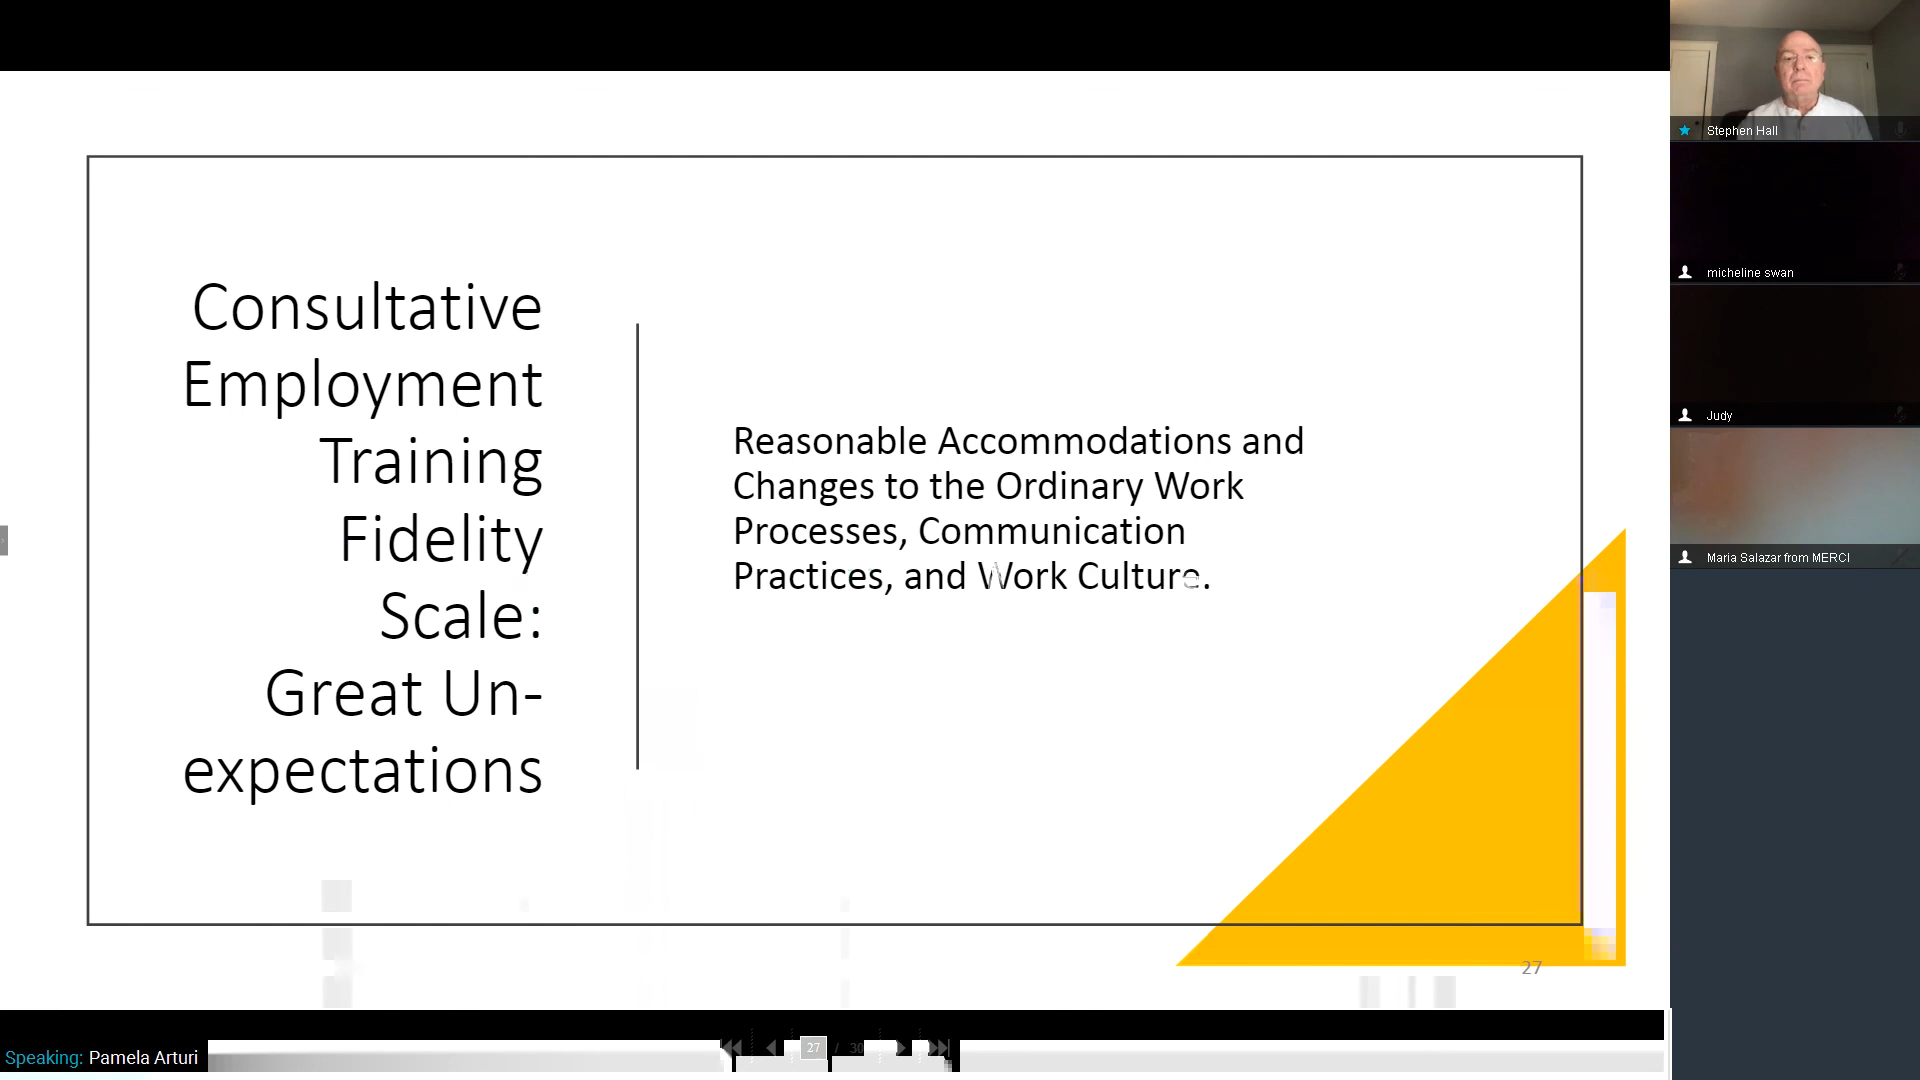 Consultative
Employment
Training
Fidelity
Scale:
Great Un-
expectations
Reasonable Accommodations and
Changes to the Ordinary Work
Processes, Communication
Practices, and Work Culture.
27
Stephen Hall
micheline swan
Judy
Maria Salazar from MERCI
Speaking: Pamela Arturi
27 / 30